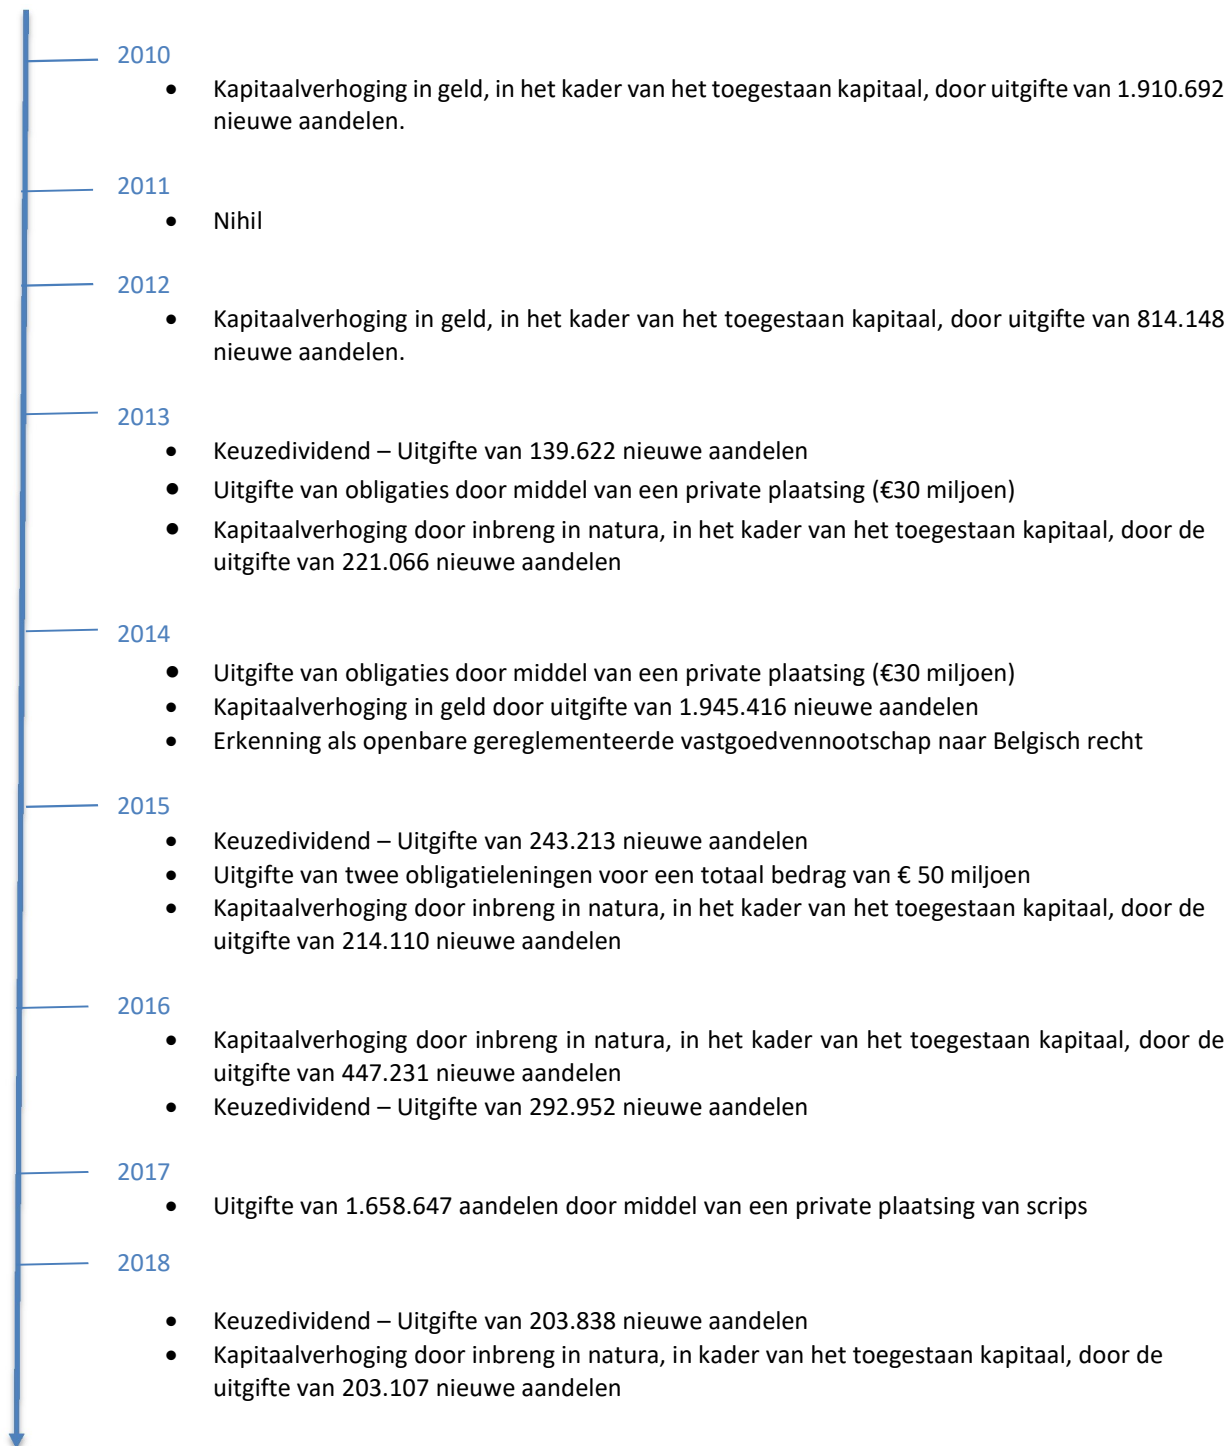 2010
• Kapitaalverhoging in geld, in het kader van het toegestaan kapitaal, door uitgifte van 1.910.692
nieuwe aandelen.
2011
• Nihil
2012
• Kapitaalverhoging in geld, in het kader van het toegestaan kapitaal, door uitgifte van 814.148
nieuwe aandelen.
2013
• Keuzedividend – Uitgifte van 139.622 nieuwe aandelen
• Uitgifte van obligaties door middel van een private plaatsing (€30 miljoen)
• Kapitaalverhoging door inbreng in natura, in het kader van het toegestaan kapitaal, door de
uitgifte van 221.066 nieuwe aandelen
2014
• Uitgifte van obligaties door middel van een private plaatsing (€30 miljoen)
• Kapitaalverhoging in geld door uitgifte van 1.945.416 nieuwe aandelen
• Erkenning als openbare gereglementeerde vastgoedvennootschap naar Belgisch recht
2015
• Keuzedividend – Uitgifte van 243.213 nieuwe aandelen
• Uitgifte van twee obligatieleningen voor een totaal bedrag van € 50 miljoen
• Kapitaalverhoging door inbreng in natura, in het kader van het toegestaan kapitaal, door de
uitgifte van 214.110 nieuwe aandelen
2016
• Kapitaalverhoging door inbreng in natura, in het kader van het toegestaan kapitaal, door de
uitgifte van 447.231 nieuwe aandelen
• Keuzedividend – Uitgifte van 292.952 nieuwe aandelen
2017
• Uitgifte van 1.658.647 aandelen door middel van een private plaatsing van scrips
2018
• Keuzedividend – Uitgifte van 203.838 nieuwe aandelen
• Kapitaalverhoging door inbreng in natura, in kader van het toegestaan kapitaal, door de
uitgifte van 203.107 nieuwe aandelen